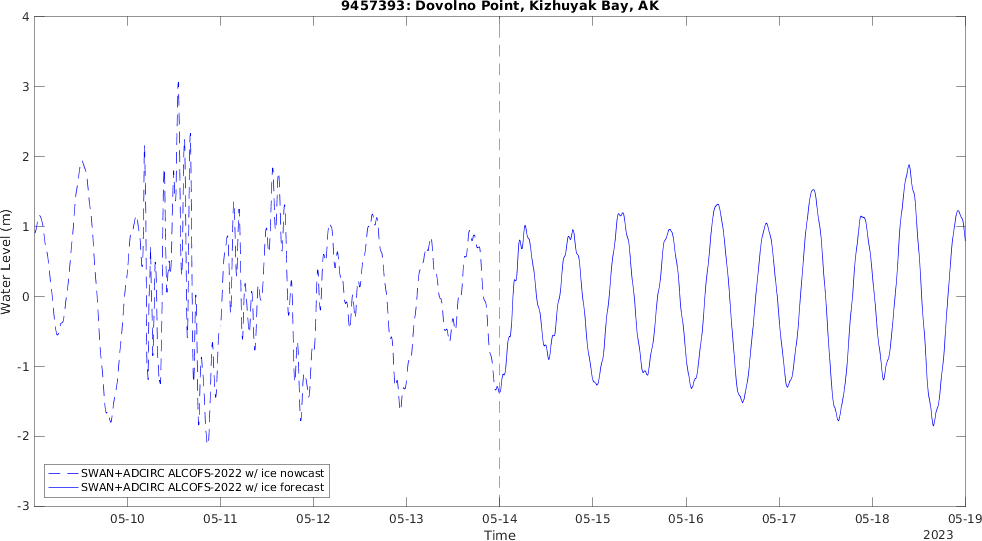 9457393: Dovolno Point, Kizhuyak Bay, AK
4
3
2
1
0
-1
-2
-3
Water Level (m)
SWAN+ADCIRC ALCOFS-2022 w/ ice nowcast
SWAN+ADCIRC ALCOFS-2022 w/ ice forecast
05-10 05-11 05-12 05-13 05-14 05-15 05-16 05-17 05-18 05-19
Time
2023